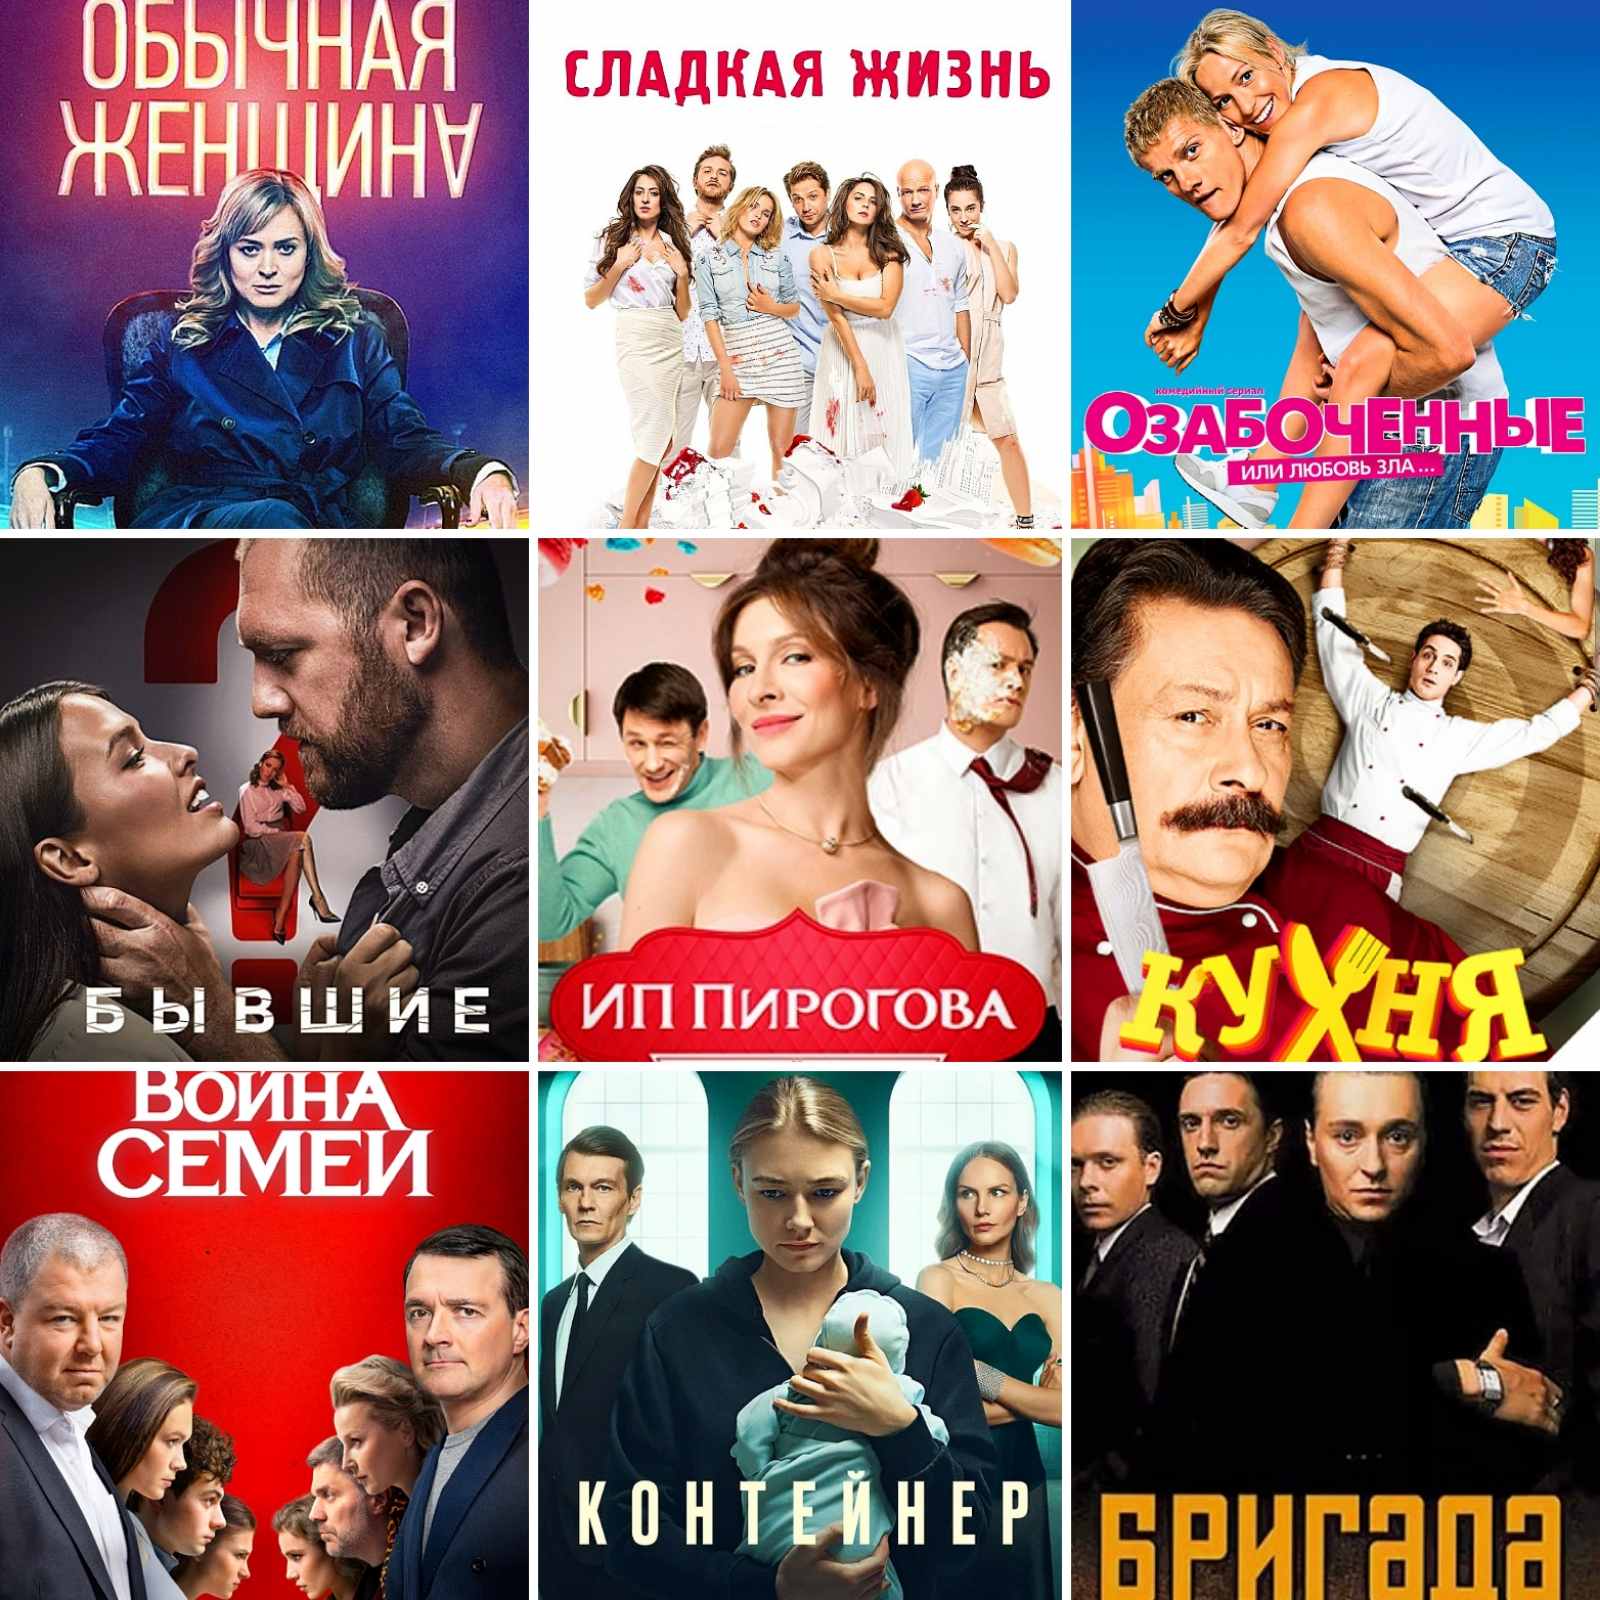 ОБЫЧНАЯ
ЖЕНЩИНА
СЛАДКАЯ ЖИЗНЬ
комедийный сериал
ОЗАБОЧЕННЫЕ
ИЛИ ЛЮБОВЬ ЗЛА...
БЫВШИЕ
ИП ПИРОГОВА
КУХНЯ
ВОЙНА
СЕМЕЙ
КОНТЕЙНЕР
БРИГАДА